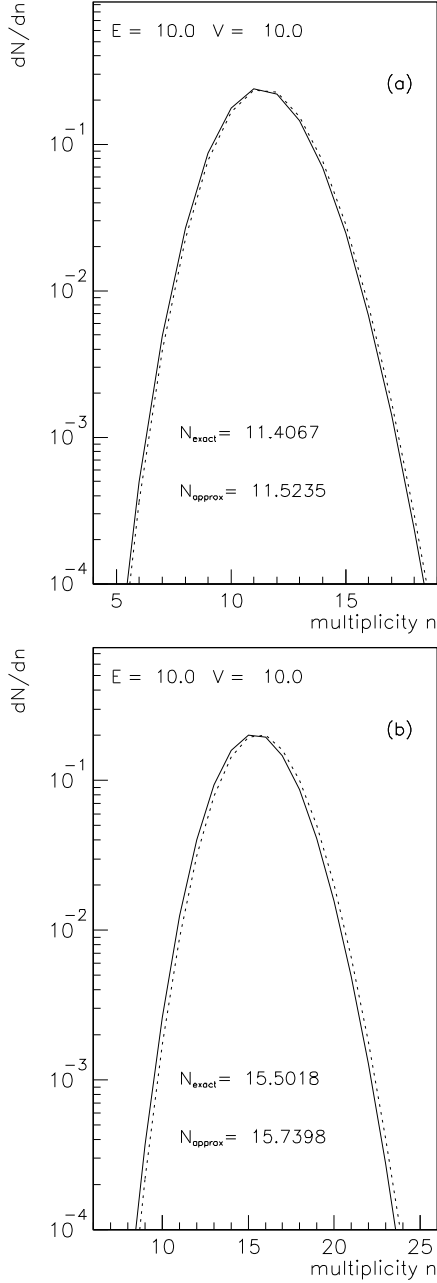 dN/dn
E = 10.0 V = 10.0
(a)
10⁻¹
10⁻²
10⁻³
N_exact = 11.4067
N_approx = 11.5235
10⁻⁴
5 10 15
multiplicity n
dN/dn
E = 10.0 V = 10.0
(b)
10⁻¹
10⁻²
10⁻³
N_exact = 15.5018
N_approx = 15.7398
10⁻⁴
10 15 20 25
multiplicity n